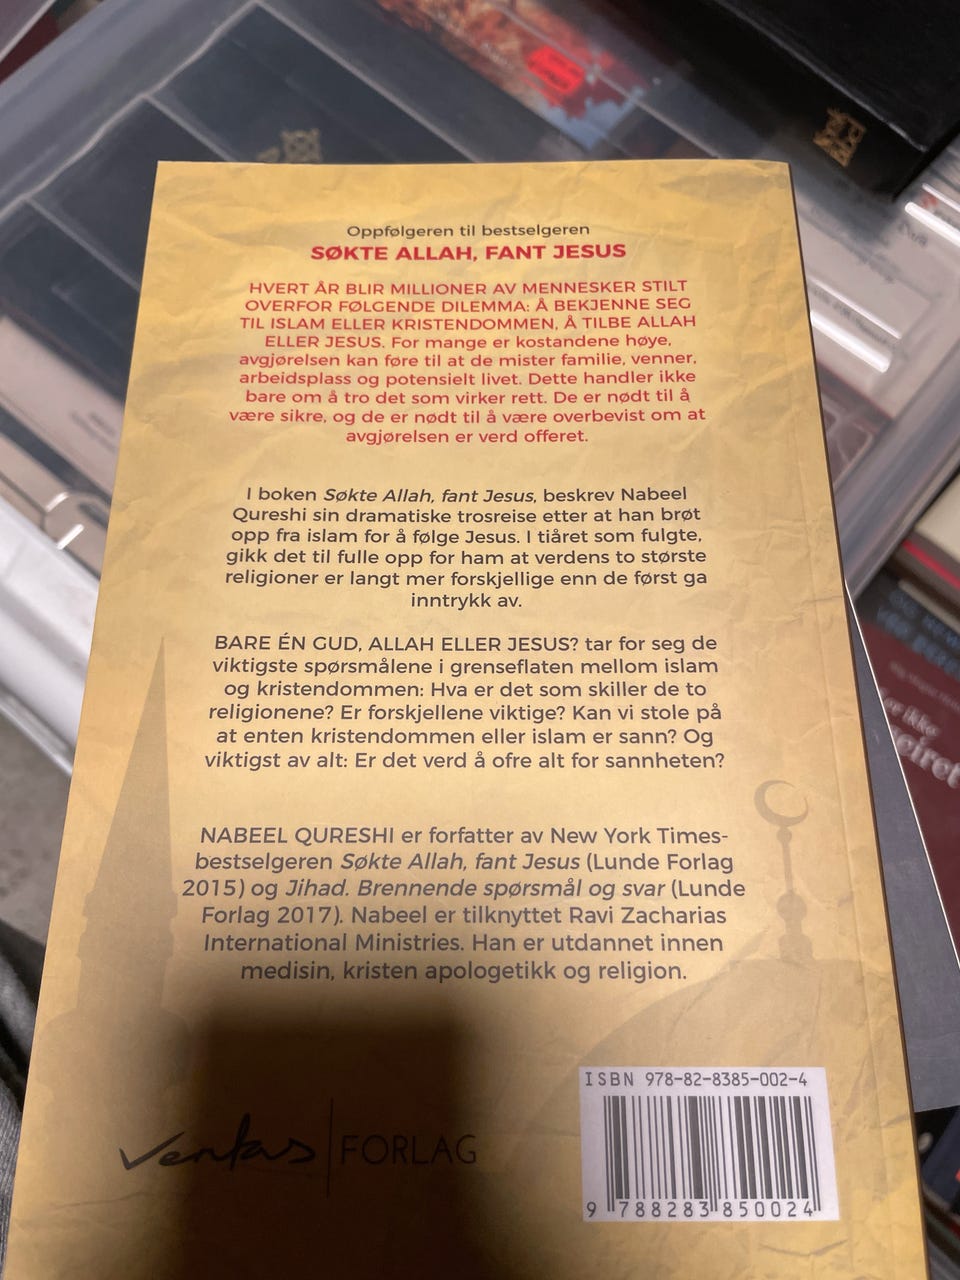 Oppfølgeren til bestselgeren
SØKTE ALLAH, FANT JESUS
HVERT ÅR BLIR MILLIONER AV MENNESKER STILT
OVERFOR FØLGENDE DILEMMA: Å BEKJENNE SEG
TIL ISLAM ELLER KRISTENDOMMEN, Å TILBE ALLAH
ELLER JESUS. For mange er kostandene høye,
avgjørelsen kan føre til at de mister familie, venner,
arbeidsplass og potensielt livet. Dette handler ikke
bare om å tro det som virker rett. De er nødt til å
være sikre, og de er nødt til å være overbevist om at
avgjørelsen er verd offeret.
I boken Søkte Allah, fant Jesus, beskrev Nabeel
Qureshi sin dramatiske trosreise etter at han brøt
opp fra islam for å følge Jesus. I tiåret som fulgte,
gikk det til fulle opp for ham at verdens to største
religioner er langt mer forskjellige enn de først ga
inntrykk av.
BARE ÉN GUD, ALLAH ELLER JESUS? tar for seg de
viktigste spørsmålene i grenseflaten mellom islam
og kristendommen: Hva er det som skiller de to
religionene? Er forskjellene viktige? Kan vi stole på
at enten kristendommen eller islam er sann? Og
viktigst av alt: Er det verd å ofre alt for sannheten?
NABEEL QURESHI er forfatter av New York Times-
bestselgeren Søkte Allah, fant Jesus (Lunde Forlag
2015) og Jihad. Brennende spørsmål og svar (Lunde
Forlag 2017). Nabeel er tilknyttet Ravi Zacharias
International Ministries. Han er utdannet innen
medisin, kristen apologetikk og religion.
Veritas FORLAG
ISBN 978-82-8385-002-4
9 788283 850024
er ikke
seiret